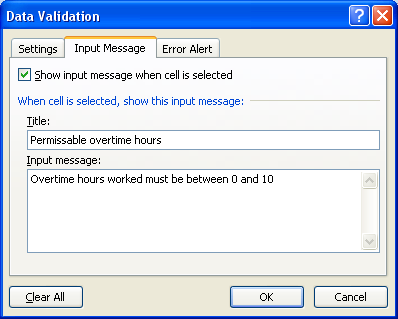 Data Validation
Settings
Input Message
Error Alert
Show input message when cell is selected
When cell is selected, show this input message:
Title:
Permissable overtime hours
Input message:
Overtime hours worked must be between 0 and 10
Clear All
OK
Cancel